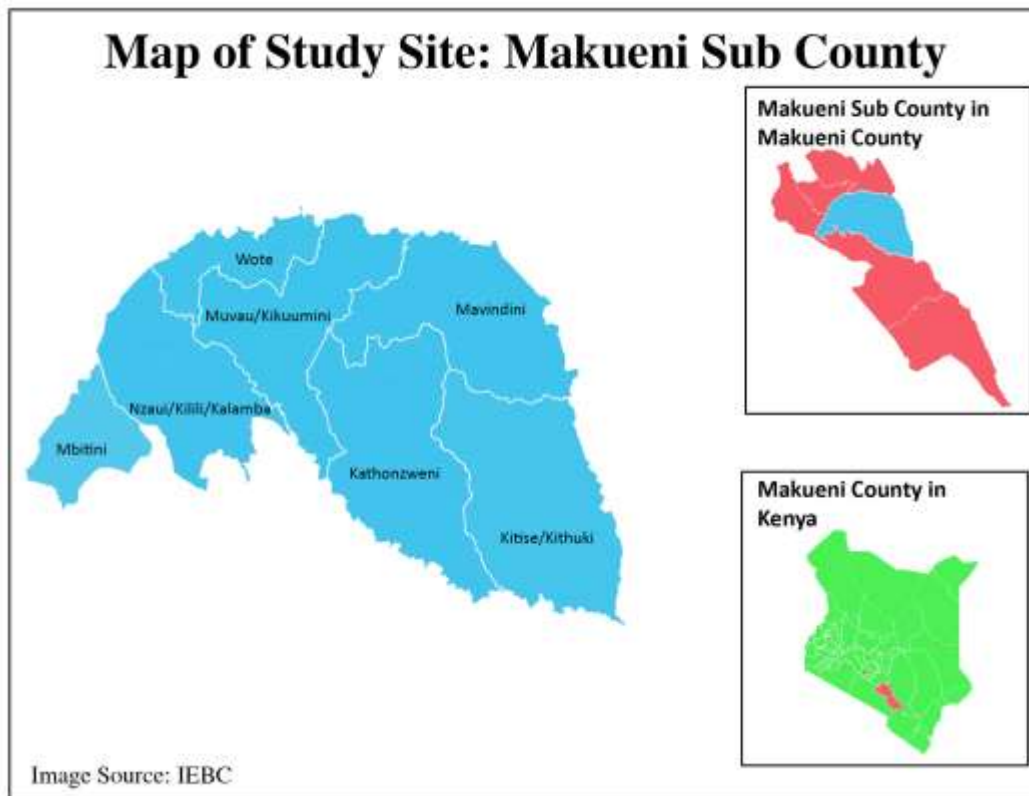 Map of Study Site: Makueni Sub County
Makueni Sub County in
Makueni County
Wote
Muvau/Kikuumini
Mavindini
Nzaui/Kilili/Kalamba
Mbitini
Kathonzweni
Kitise/Kithuki
Makueni County in
Kenya
Image Source: IEBC